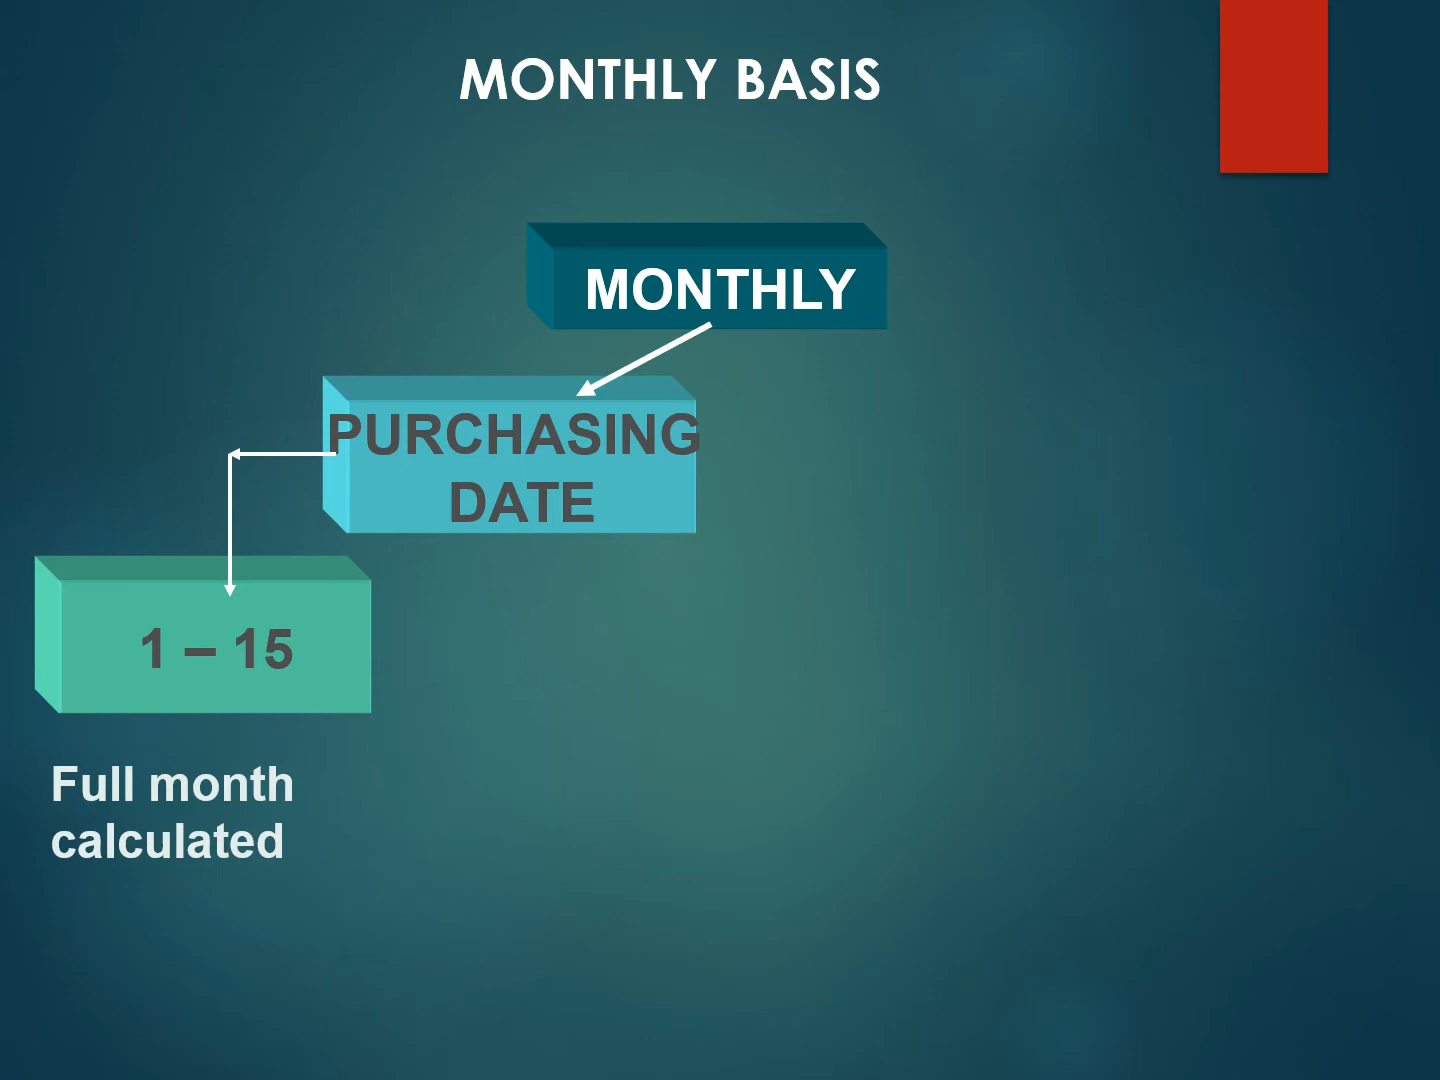 MONTHLY BASIS
MONTHLY
PURCHASING
DATE
1 – 15
Full month
calculated